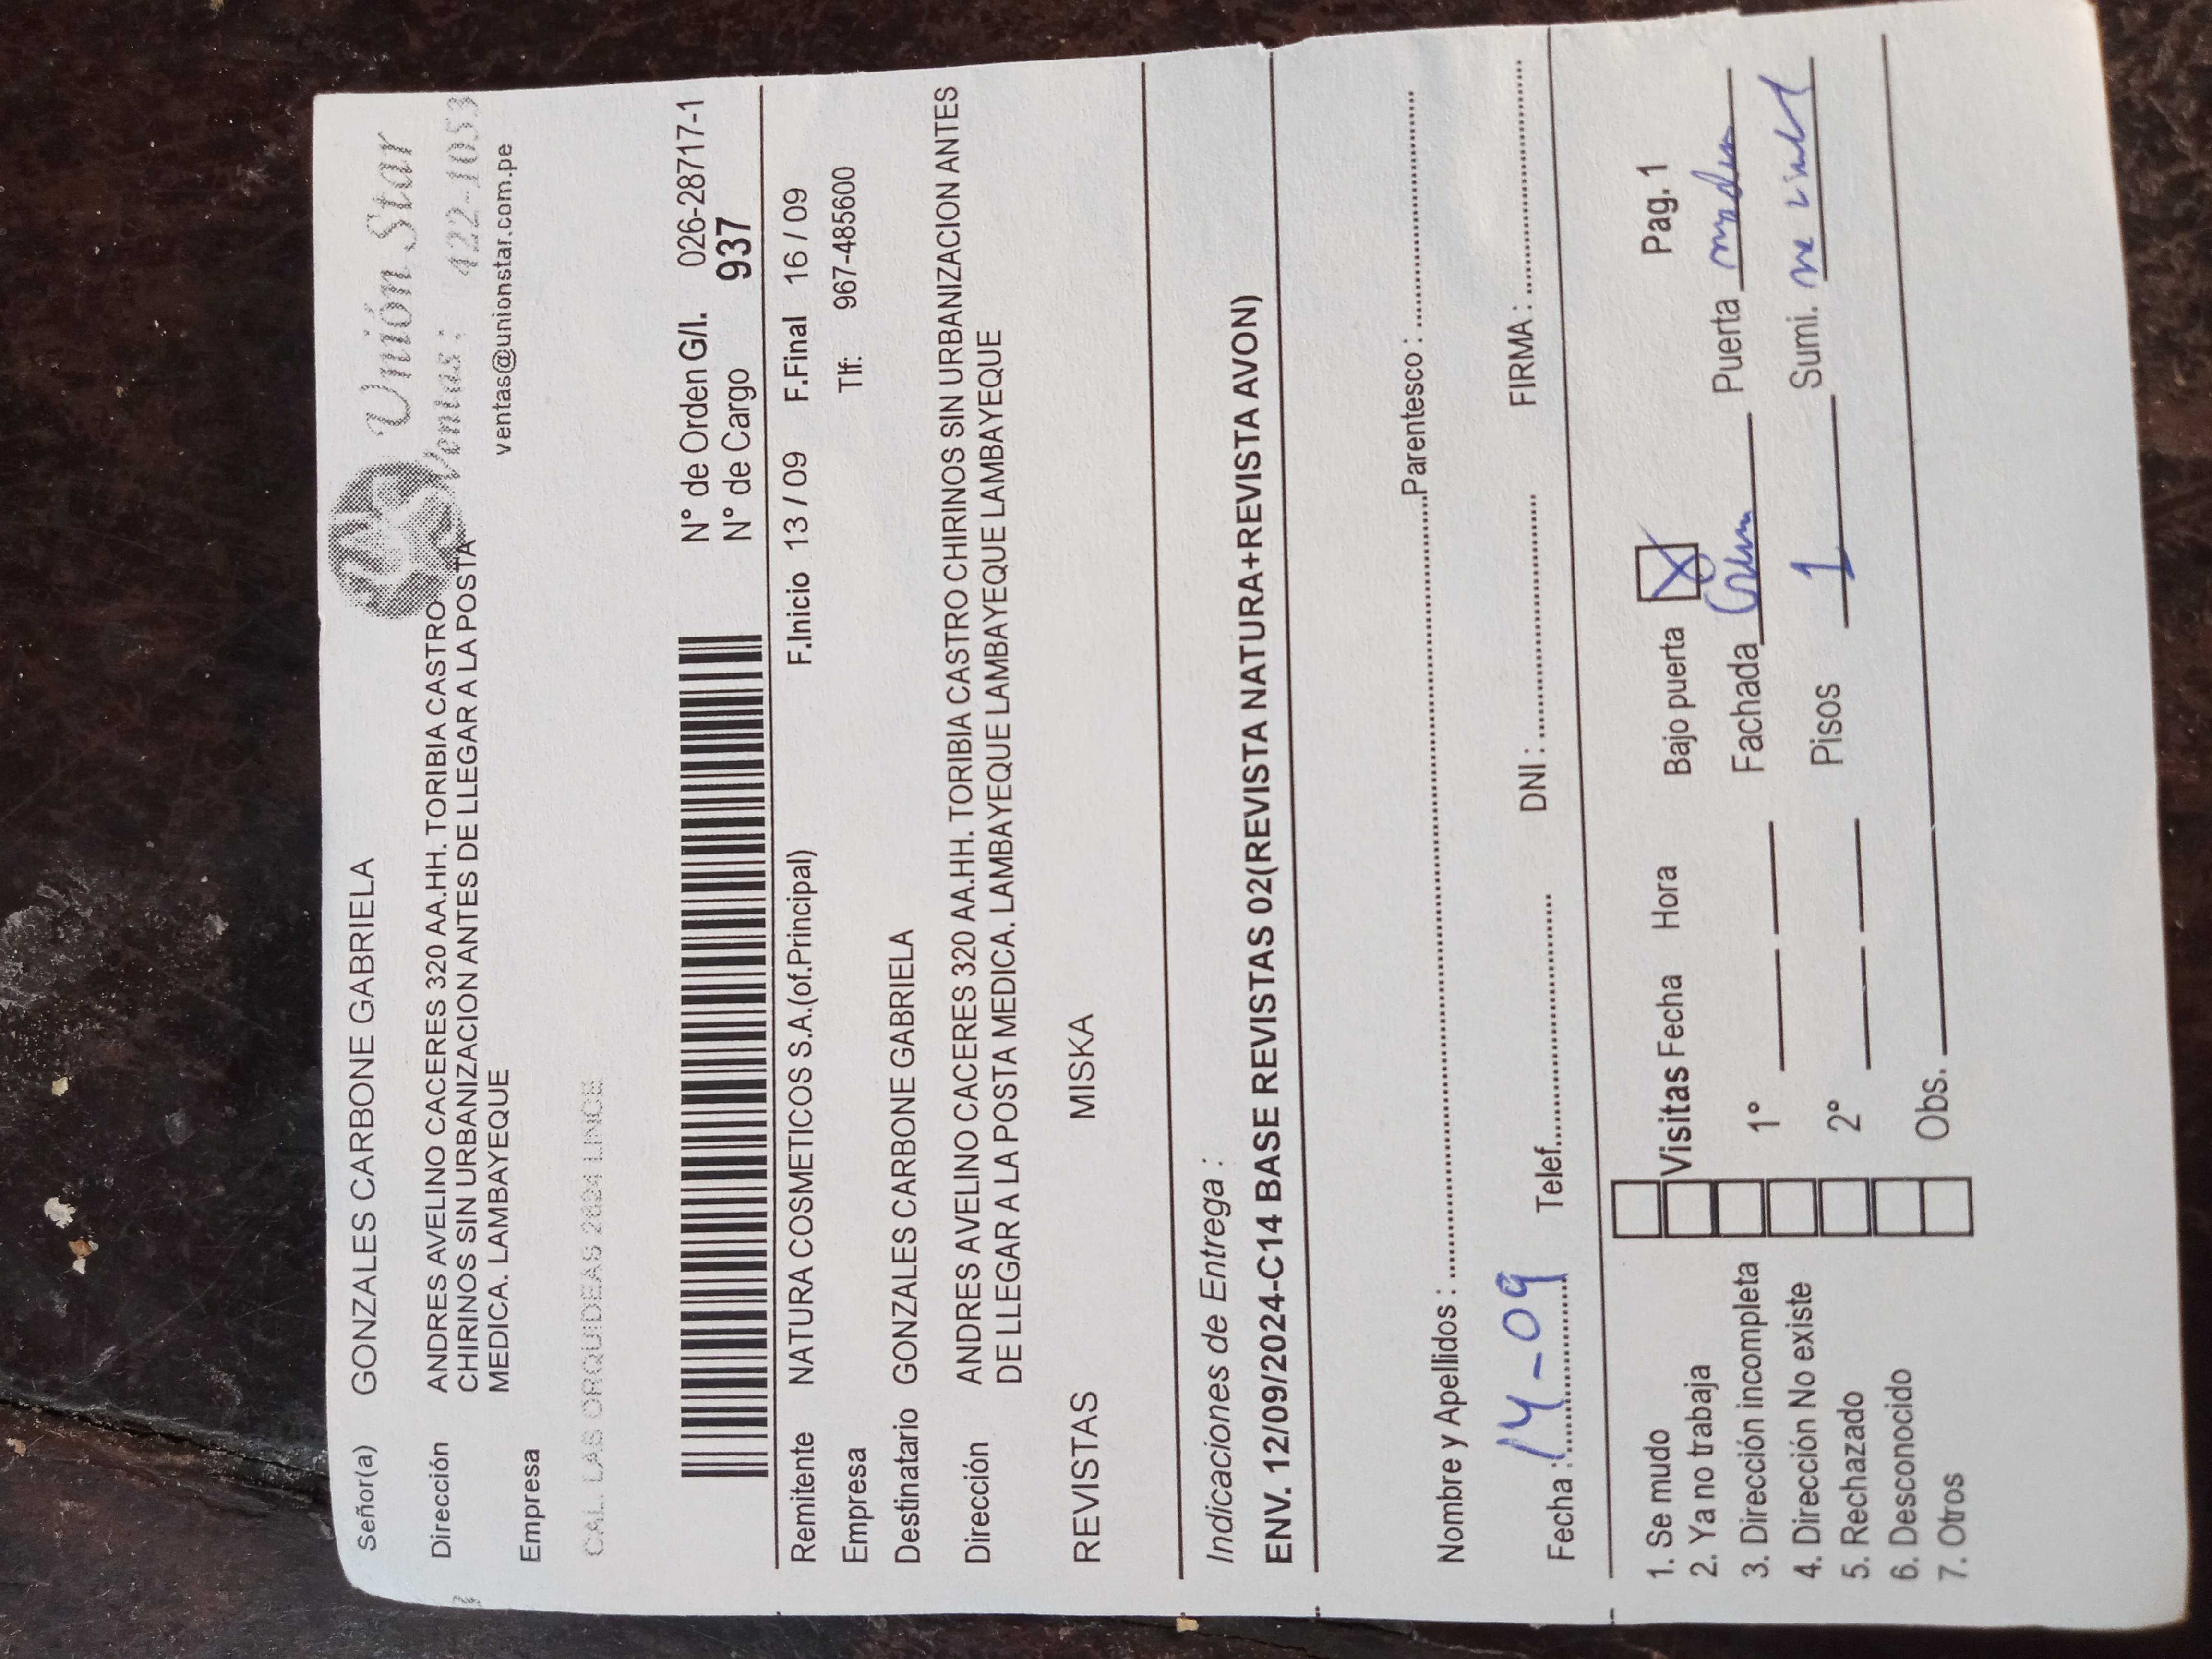 Señor(a) GONZALES CARBONE GABRIELA
Unión Star
Ventas: 422-1053
ventas@unionstar.com.pe
Dirección ANDRES AVELINO CACERES 320 AA.HH. TORIBIA CASTRO
CHIRINOS SIN URBANIZACION ANTES DE LLEGAR A LA POSTA
MEDICA. LAMBAYEQUE
Empresa
CAL. LAS ORQUIDEAS LINCE
N° de Orden G/I. 026-28717-1
N° de Cargo 937
Remitente NATURA COSMETICOS S.A.(of.Principal) F.Inicio 13 / 09 F.Final 16 / 09
Empresa Tlf: 967-485600
Destinatario GONZALES CARBONE GABRIELA
Dirección ANDRES AVELINO CACERES 320 AA.HH. TORIBIA CASTRO CHIRINOS SIN URBANIZACION ANTES
DE LLEGAR A LA POSTA MEDICA. LAMBAYEQUE LAMBAYEQUE LAMBAYEQUE
REVISTAS MISKA
Indicaciones de Entrega :
ENV. 12/09/2024-C14 BASE REVISTAS 02(REVISTA NATURA+REVISTA AVON)
Nombre y Apellidos : Parentesco :
Fecha : 14-09 Telef. DNI : FIRMA :
1. Se mudo
2. Ya no trabaja
3. Dirección incompleta
4. Dirección No existe
5. Rechazado
6. Desconocido
7. Otros
Visitas Fecha Hora
1°
2°
Obs.
Bajo puerta X Pag. 1
Fachada Puerta
Pisos 1 Sumi.